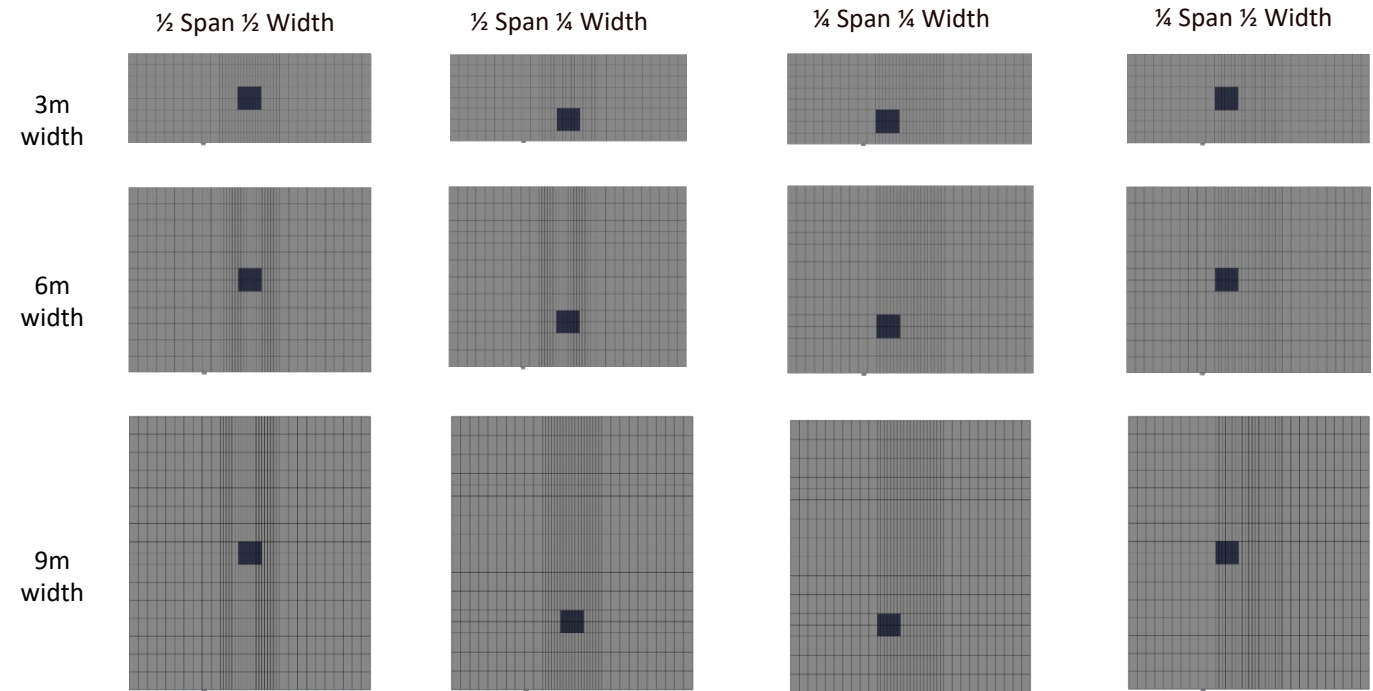 ½ Span ½ Width
½ Span ¼ Width
¼ Span ¼ Width
¼ Span ½ Width
3m
width
6m
width
9m
width